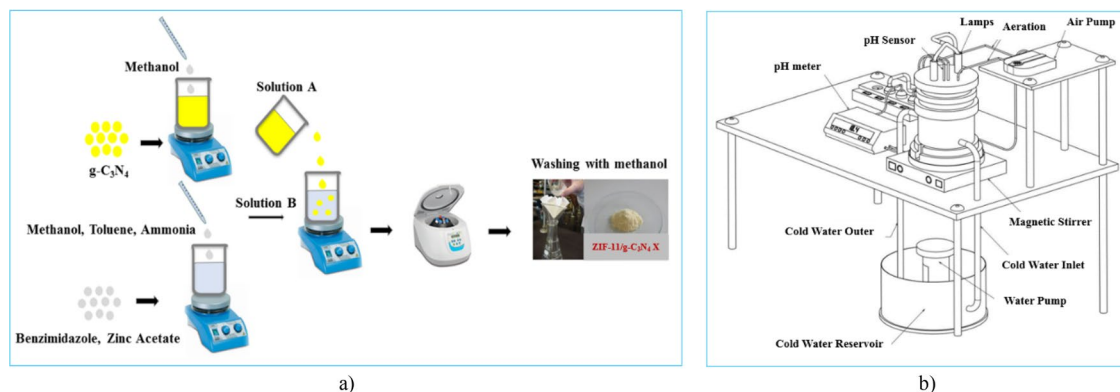 Methanol
g-C₃N₄
Solution A
Solution B
Methanol, Toluene, Ammonia
Benzimidazole, Zinc Acetate
Washing with methanol
ZIF-11/g-C₃N₄ X
a)
Lamps
Aeration
Air Pump
pH Sensor
pH meter
Magnetic Stirrer
Cold Water Outer
Cold Water Inlet
Water Pump
Cold Water Reservoir
b)